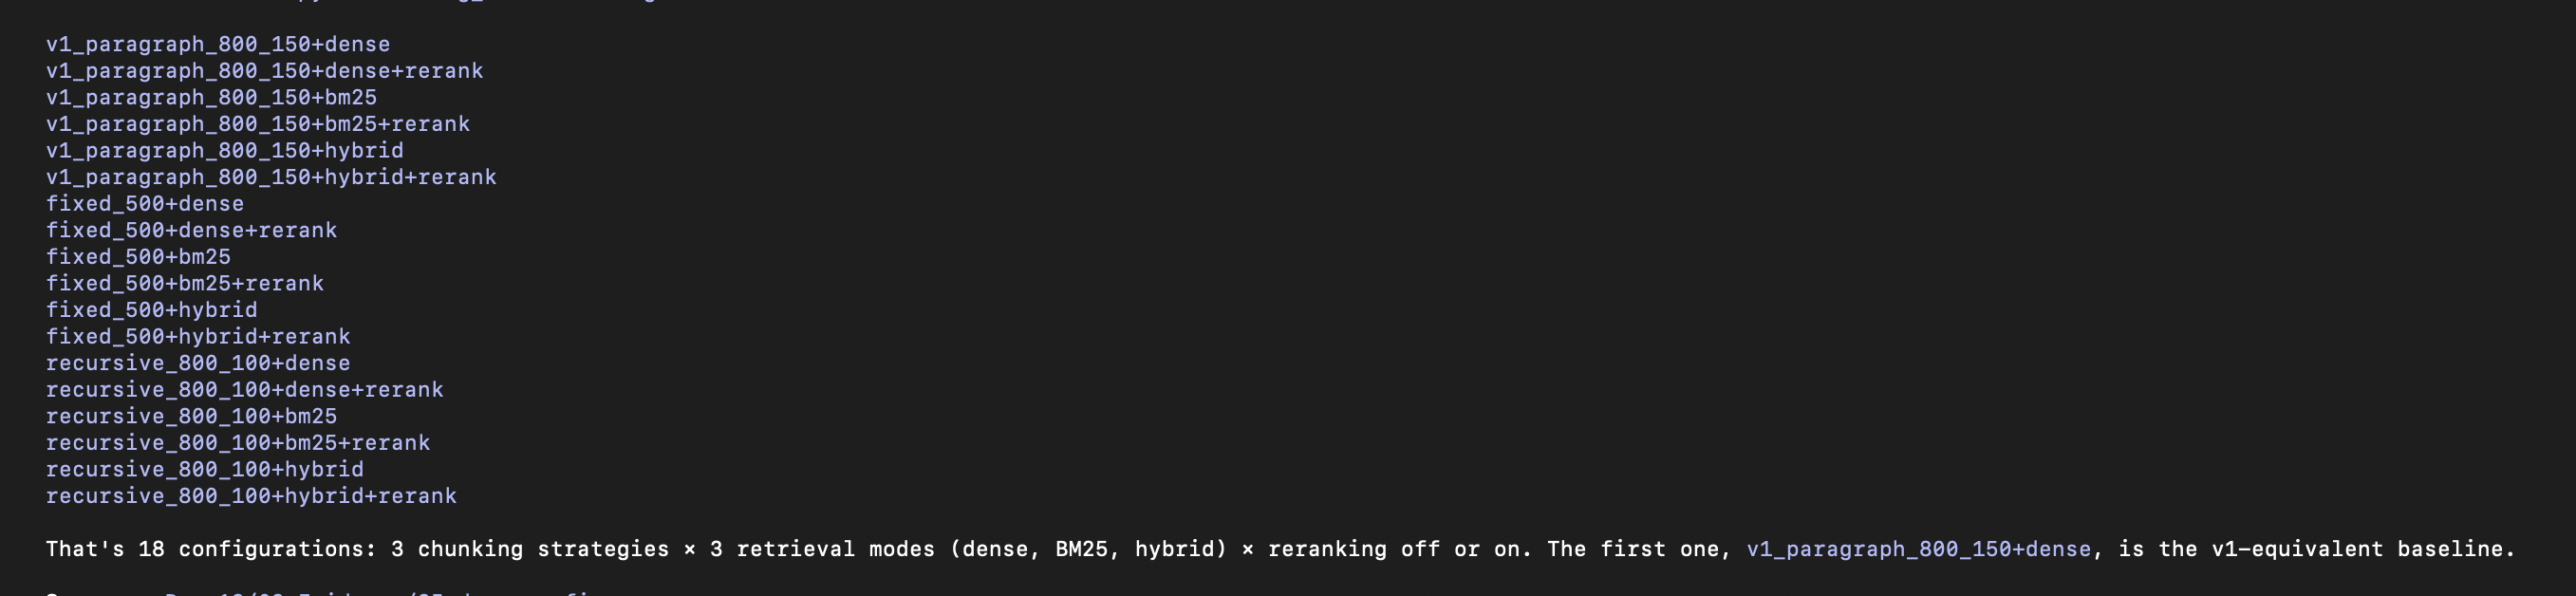 v1_paragraph_800_150+dense
v1_paragraph_800_150+dense+rerank
v1_paragraph_800_150+bm25
v1_paragraph_800_150+bm25+rerank
v1_paragraph_800_150+hybrid
v1_paragraph_800_150+hybrid+rerank
fixed_500+dense
fixed_500+dense+rerank
fixed_500+bm25
fixed_500+bm25+rerank
fixed_500+hybrid
fixed_500+hybrid+rerank
recursive_800_100+dense
recursive_800_100+dense+rerank
recursive_800_100+bm25
recursive_800_100+bm25+rerank
recursive_800_100+hybrid
recursive_800_100+hybrid+rerank
That's 18 configurations: 3 chunking strategies × 3 retrieval modes (dense, BM25, hybrid) × reranking off or on. The first one, v1_paragraph_800_150+dense, is the v1-equivalent baseline.